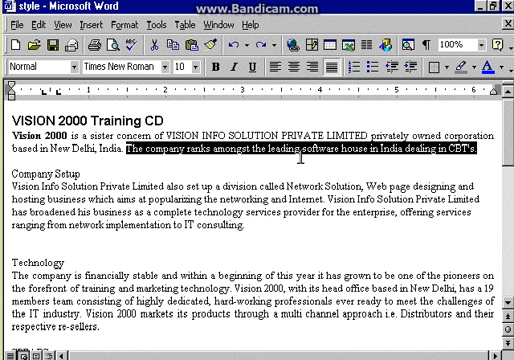 style - Microsoft Word
www.Bandicam.com
File Edit View Insert Format Tools Table Window Help
100%
Normal Times New Roman 10 B I U
1 2 3 4 5 6
VISION 2000 Training CD
Vision 2000 is a sister concern of VISION INFO SOLUTION PRIVATE LIMITED privately owned corporation
based in New Delhi, India. The company ranks amongst the leading software house in India dealing in CBT's.
Company Setup
Vision Info Solution Private Limited also set up a division called Network Solution, Web page designing and
hosting business which aims at popularizing the networking and Internet. Vision Info Solution Private Limited
has broadened his business as a complete technology services provider for the enterprise, offering services
ranging from network implementation to IT consulting.
Technology
The company is financially stable and within a beginning of this year it has grown to be one of the pioneers on
the forefront of training and marketing technology. Vision 2000, with its head office based in New Delhi, has a 19
members team consisting of highly dedicated, hard-working professionals ever ready to meet the challenges of
the IT industry. Vision 2000 markets its products through a multi channel approach i.e. Distributors and their
respective re-sellers.